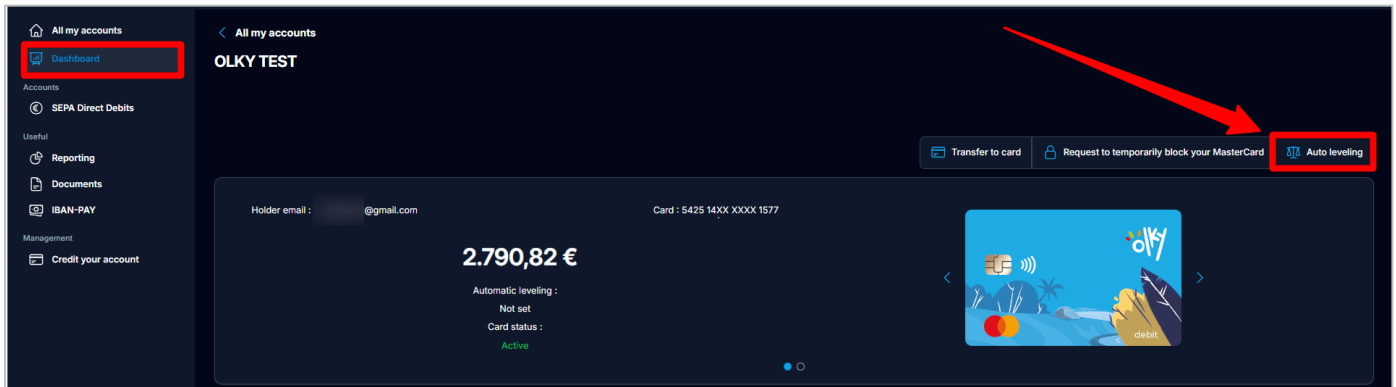 All my accounts
Dashboard
Accounts
SEPA Direct Debits
Useful
Reporting
Documents
IBAN-PAY
Management
Credit your account
All my accounts
OLKY TEST
Transfer to card
Request to temporarily block your MasterCard
Auto leveling
Holder email : @gmail.com
Card : 5425 14XX XXXX 1577
2.790,82 €
Automatic leveling :
Not set
Card status :
Active
olky
debit